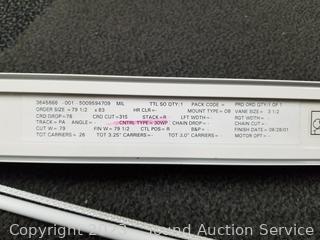 3645666 -001 -5009594709 MIL TTL SO QTY:1 PACK CODE= PRD ORD QTY:1 OF 1
ORDER SIZE =79 1/2 x 83 HR CLR=- MOUNT TYPE=OB VANE SIZE= 3 1/2
CRD DROP=78 CRD CUT=315 STACK=R LFT WDTH= - RGT WDTH= -
TRACK=PA ANGLE=- CNTRL TYPE=30WP CHAIN DROP=- CHAIN CUT=-
CUT W= 79 FIN W= 79 1/2 CTL POS=R B&P= - FINISH DATE= 08/28/01
TOT CARRIERS= 26 TOT 3.25" CARRIERS= - TOT 3" CARRIERS= - MOTOR OPT=-
Copyright 2023 Sound Auction Service